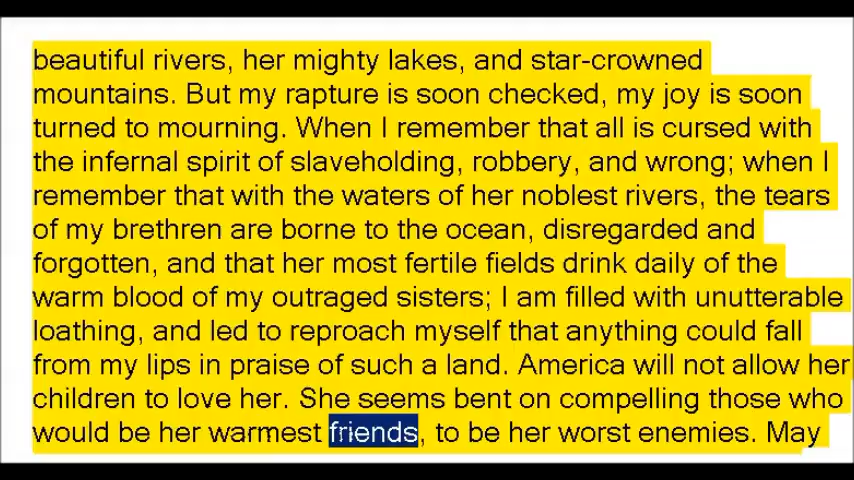 beautiful rivers, her mighty lakes, and star-crowned
mountains. But my rapture is soon checked, my joy is soon
turned to mourning. When I remember that all is cursed with
the infernal spirit of slaveholding, robbery, and wrong; when I
remember that with the waters of her noblest rivers, the tears
of my brethren are borne to the ocean, disregarded and
forgotten, and that her most fertile fields drink daily of the
warm blood of my outraged sisters; I am filled with unutterable
loathing, and led to reproach myself that anything could fall
from my lips in praise of such a land. America will not allow her
children to love her. She seems bent on compelling those who
would be her warmest friends, to be her worst enemies. May